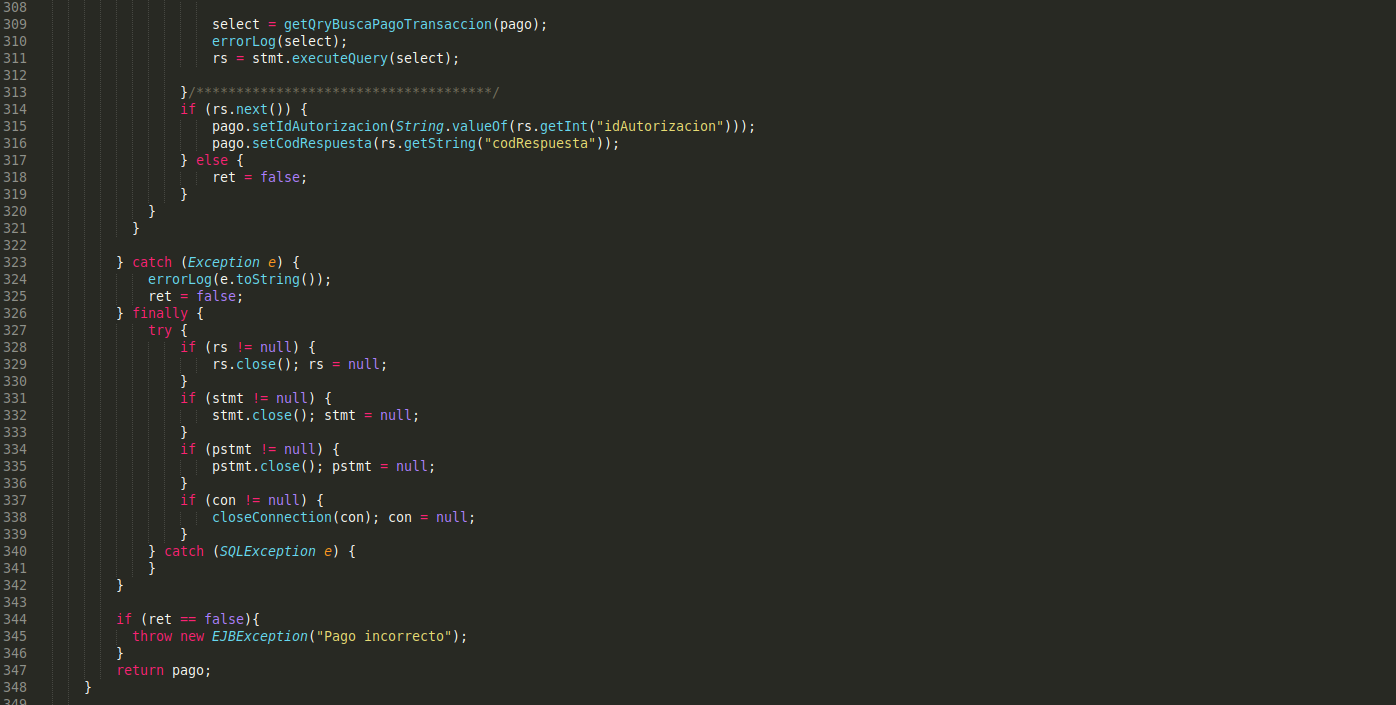 308
309 select = getQryBuscaPagoTransaccion(pago);
310 errorLog(select);
311 rs = stmt.executeQuery(select);
312
313 }/*************************************/
314 if (rs.next()) {
315 pago.setIdAutorizacion(String.valueOf(rs.getInt("idAutorizacion")));
316 pago.setCodRespuesta(rs.getString("codRespuesta"));
317 } else {
318 ret = false;
319 }
320 }
321 }
322
323 } catch (Exception e) {
324 errorLog(e.toString());
325 ret = false;
326 } finally {
327 try {
328 if (rs != null) {
329 rs.close(); rs = null;
330 }
331 if (stmt != null) {
332 stmt.close(); stmt = null;
333 }
334 if (pstmt != null) {
335 pstmt.close(); pstmt = null;
336 }
337 if (con != null) {
338 closeConnection(con); con = null;
339 }
340 } catch (SQLException e) {
341 }
342 }
343
344 if (ret == false){
345 throw new EJBException("Pago incorrecto");
346 }
347 return pago;
348 }
349